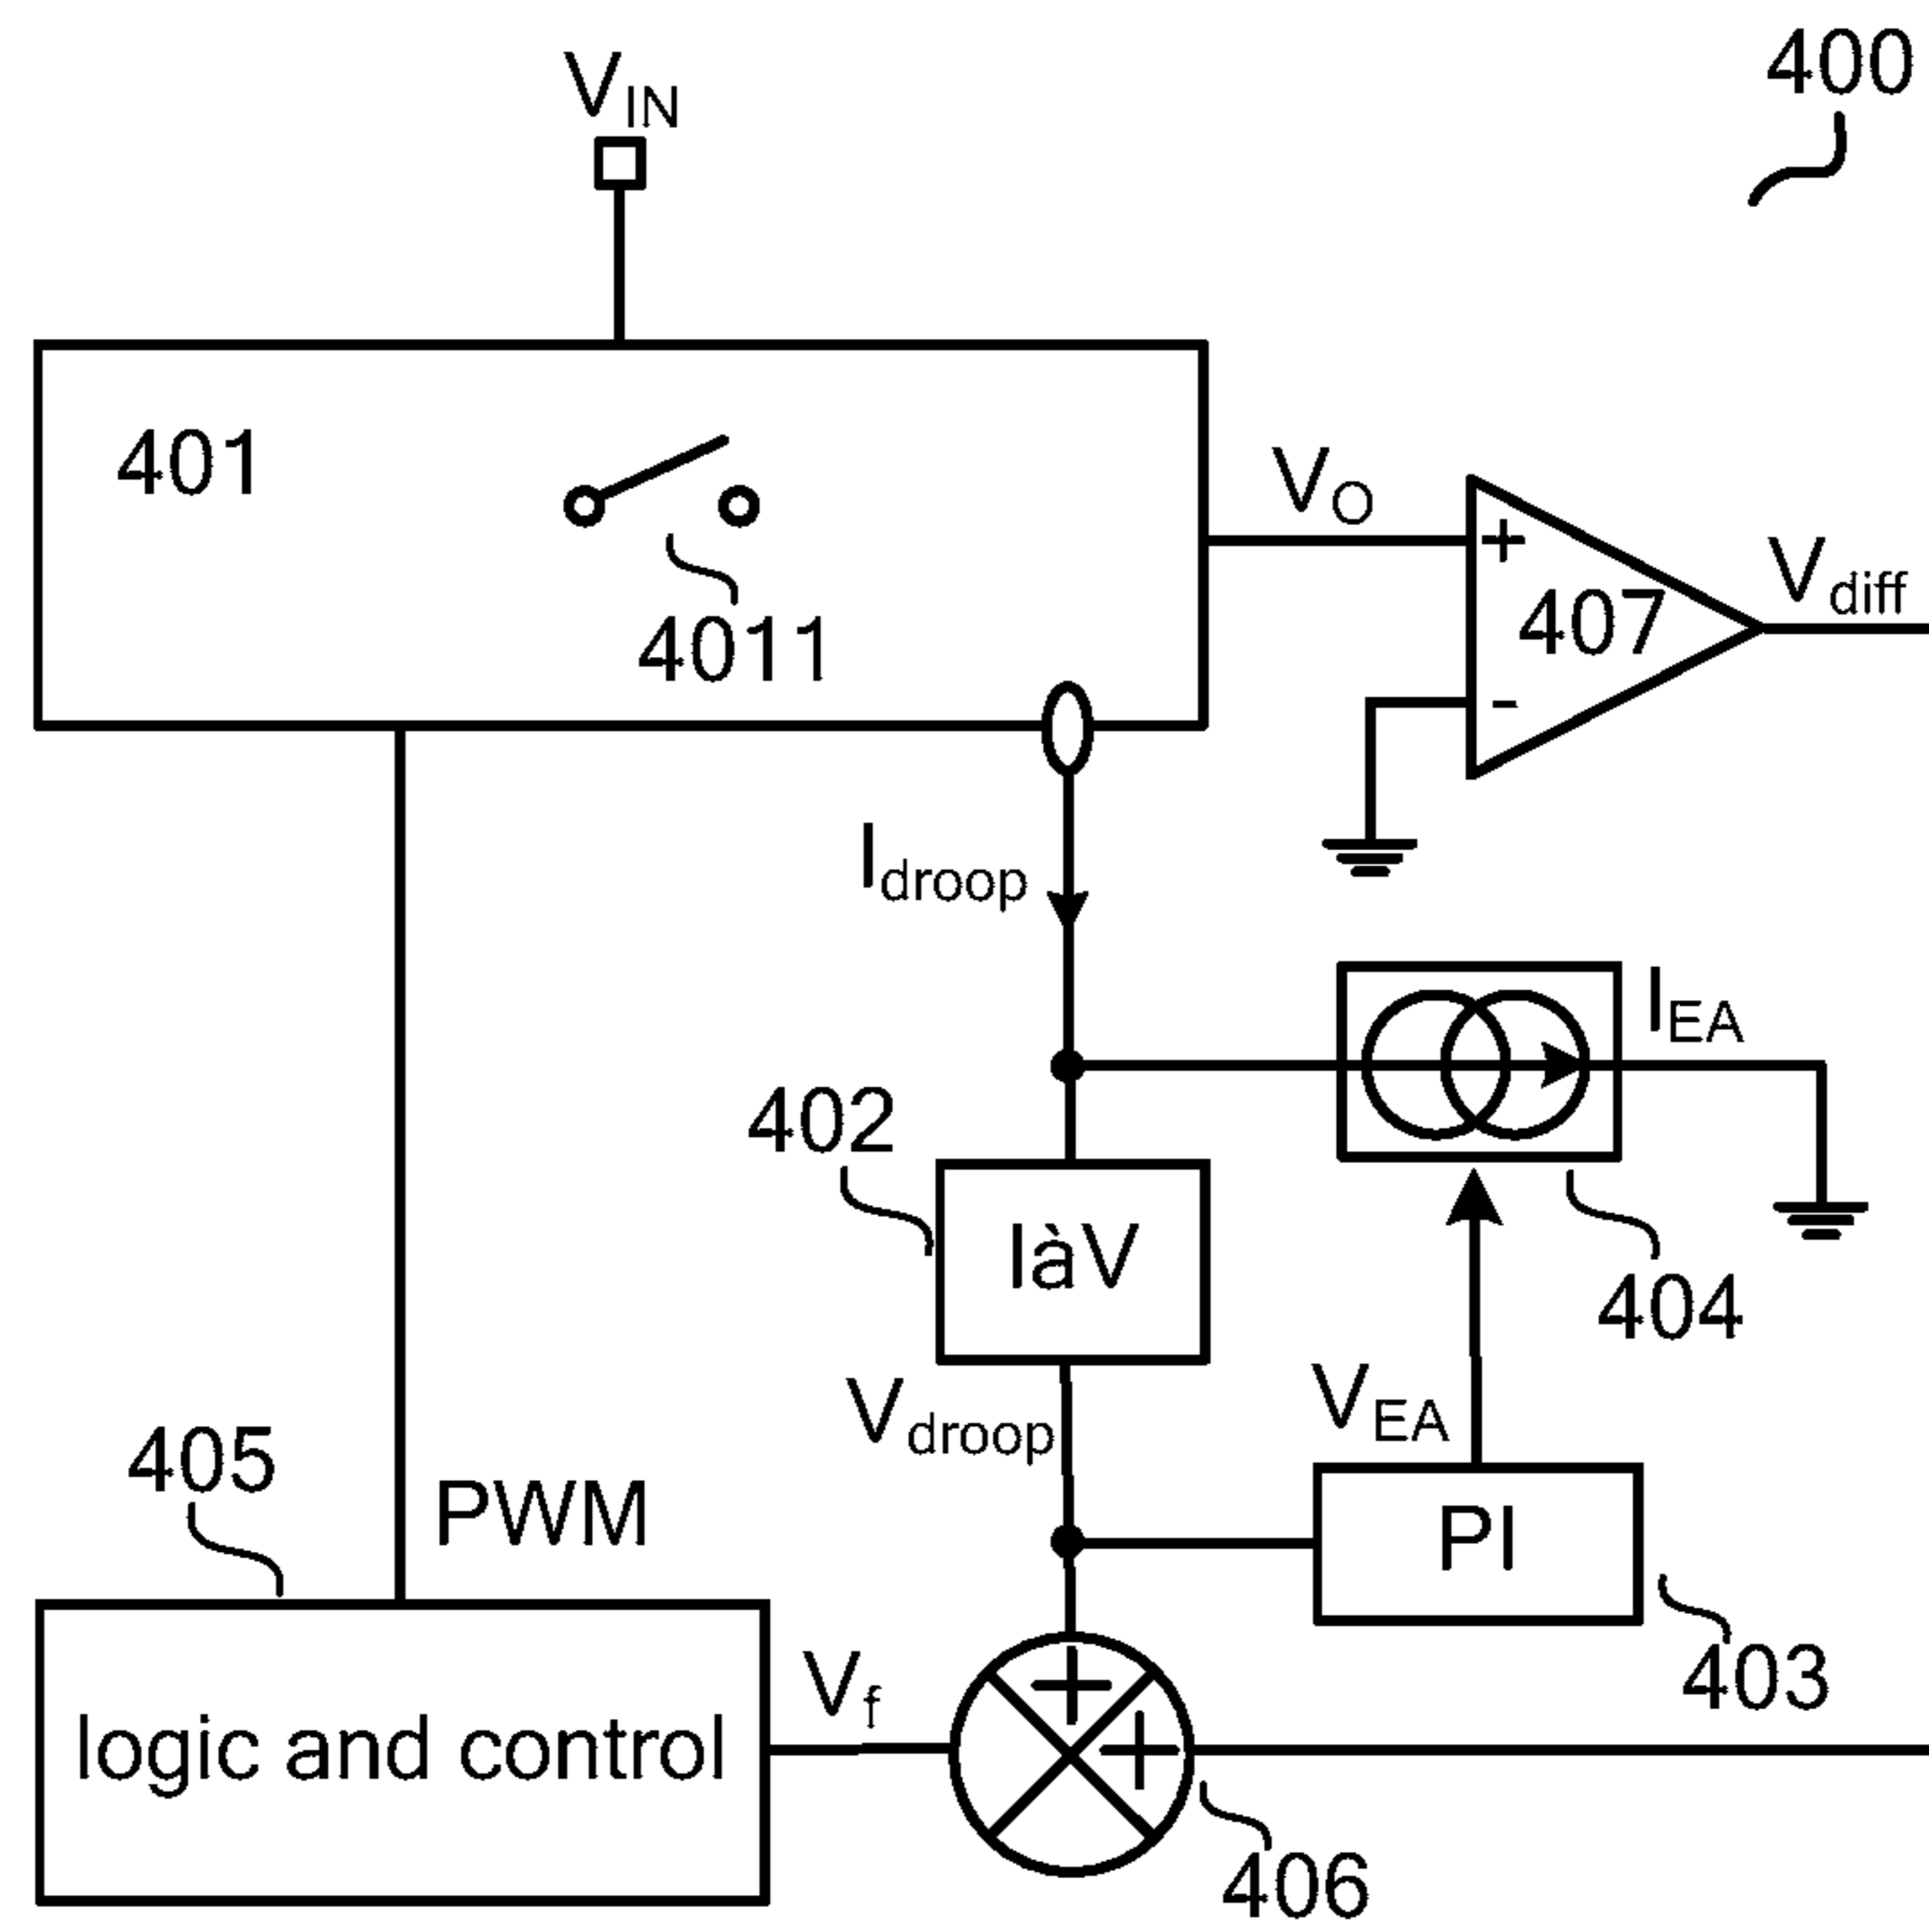 400
V_IN
401
4011
V_O
+
407
-
V_diff
I_droop
I_EA
402
IàV
404
V_droop
V_EA
405
PWM
PI
403
logic and control
V_f
+
+
406